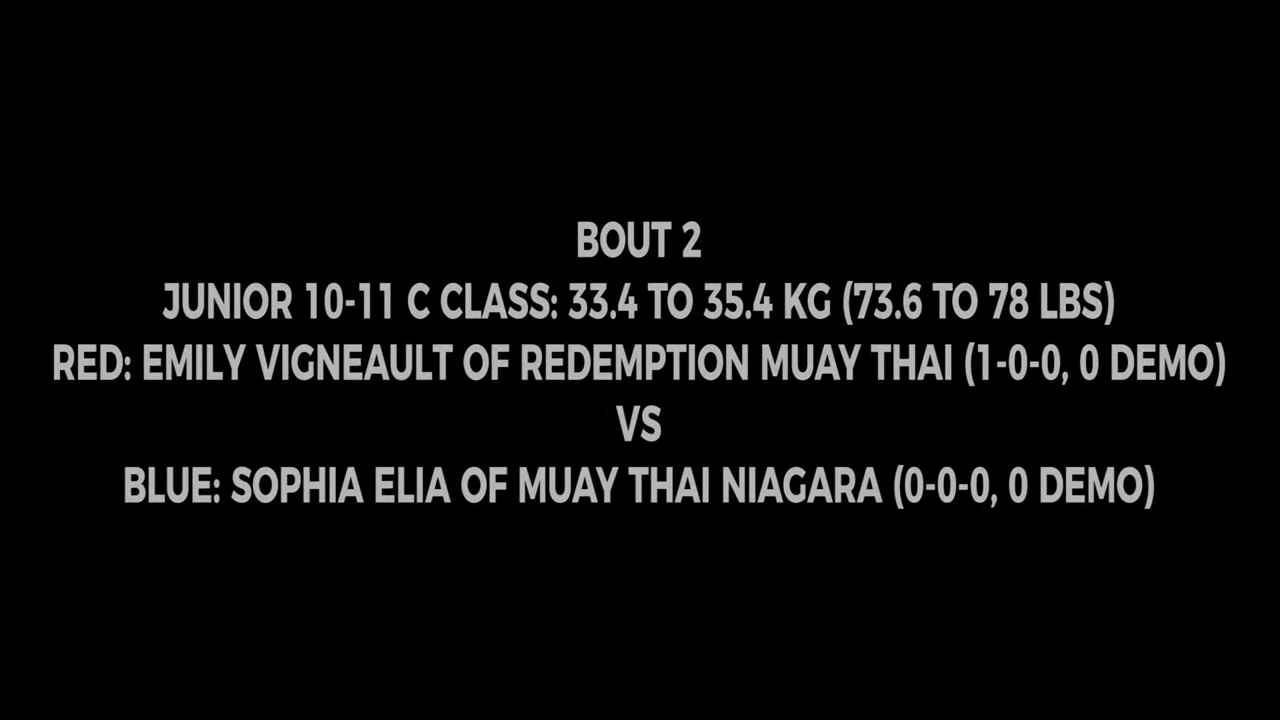 BOUT 2
JUNIOR 10-11 C CLASS: 33.4 TO 35.4 KG (73.6 TO 78 LBS)
RED: EMILY VIGNEAULT OF REDEMPTION MUAY THAI (1-0-0, 0 DEMO)
VS
BLUE: SOPHIA ELIA OF MUAY THAI NIAGARA (0-0-0, 0 DEMO)